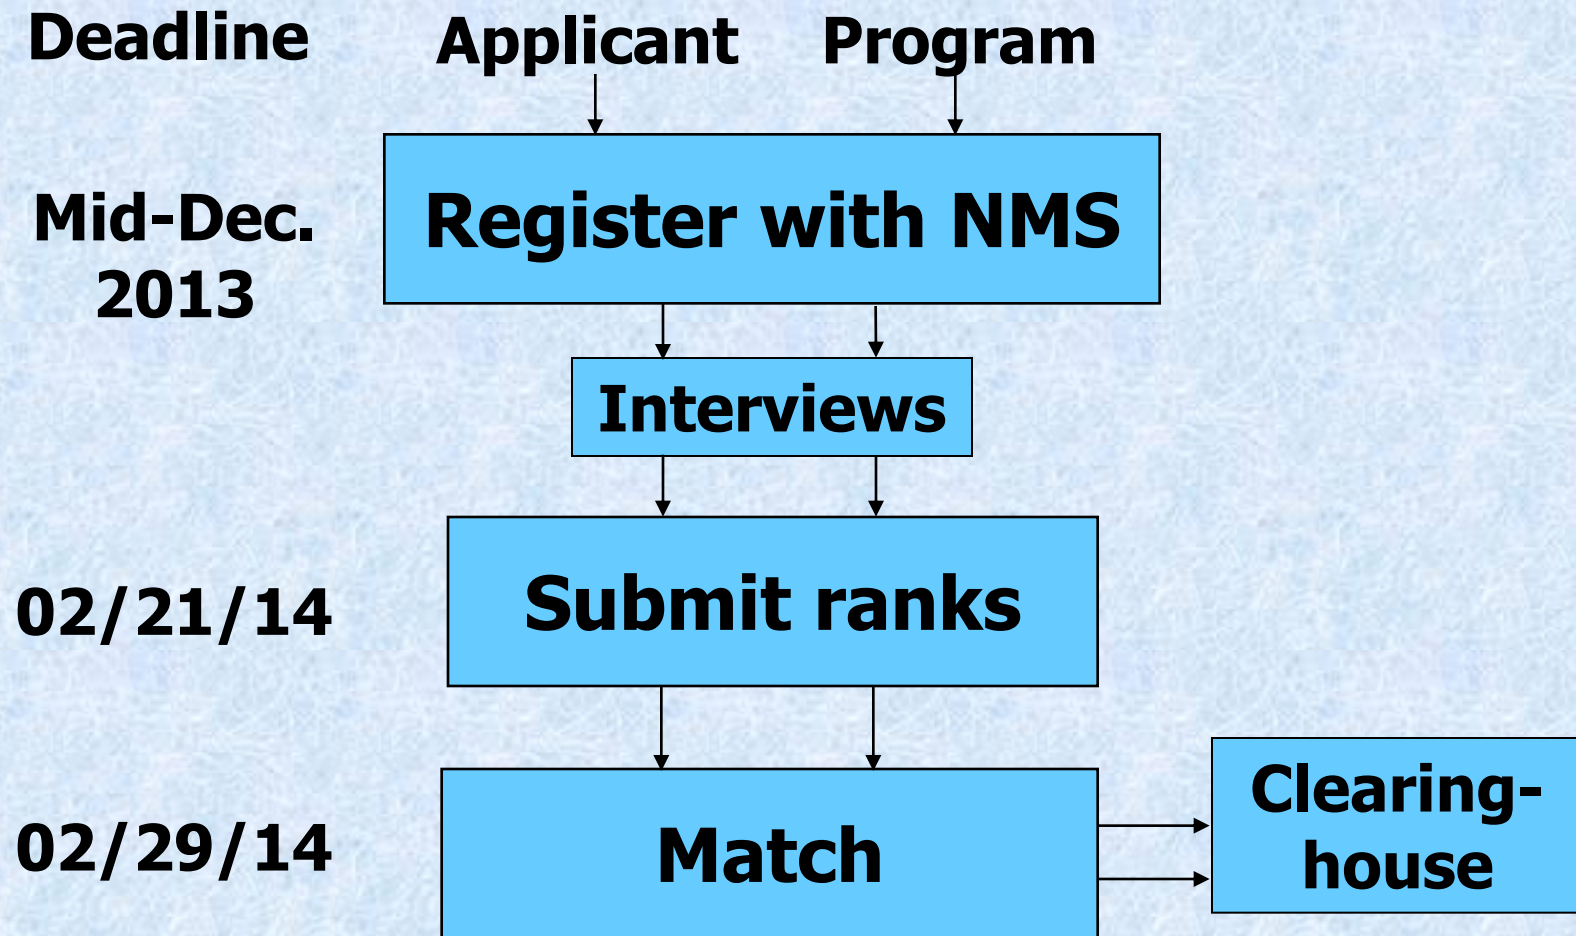 Deadline
Applicant
Program
Mid-Dec.
2013
Register with NMS
Interviews
02/21/14
Submit ranks
02/29/14
Match
Clearing-
house